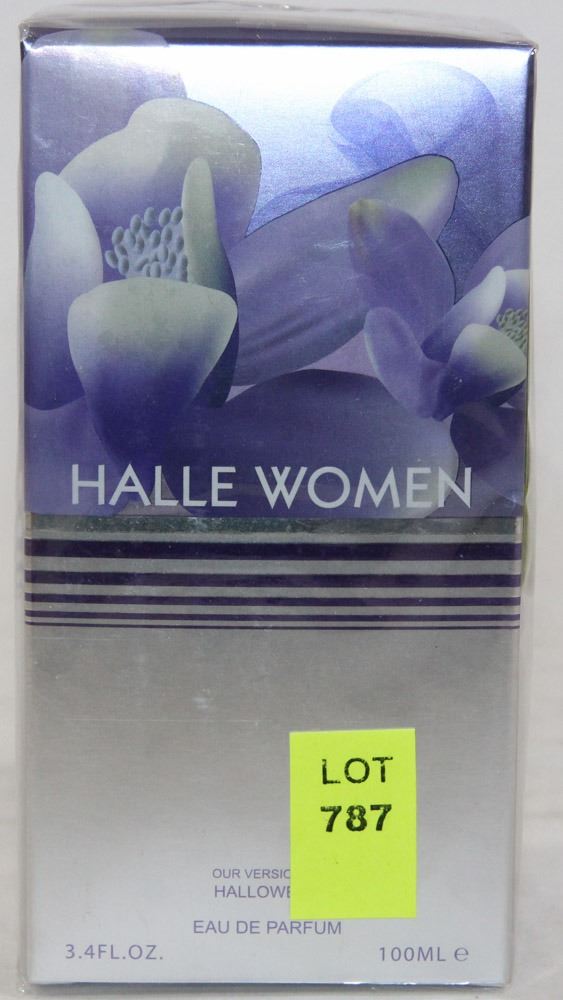 HALLE WOMEN
LOT
787
OUR
EAU DE PARFUM
3.4FL.OZ. 100ML ℮